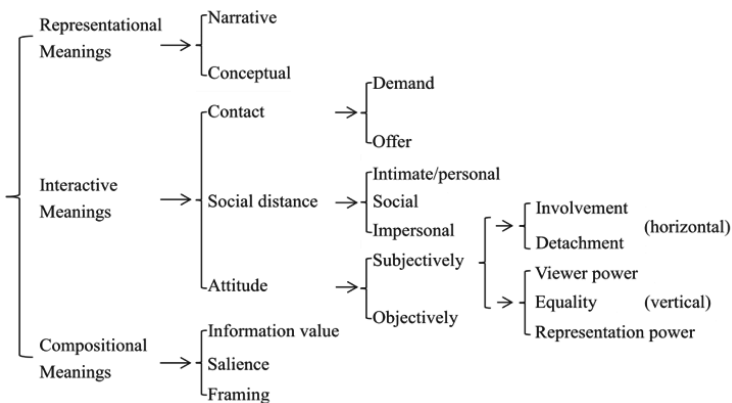 Representational
Meanings
Narrative
Conceptual
Interactive
Meanings
Contact
Demand
Offer
Social distance
Intimate/personal
Social
Impersonal
Attitude
Subjectively
Objectively
Involvement
Detachment
(horizontal)
Viewer power
Equality
(vertical)
Representation power
Compositional
Meanings
Information value
Salience
Framing